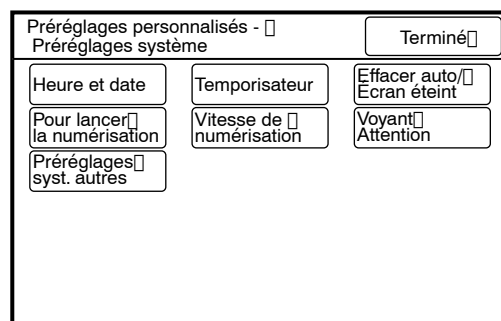 Préréglages personnalisés -
Préréglages système
Terminé
Heure et date
Temporisateur
Effacer auto/
Écran éteint
Pour lancer
la numérisation
Vitesse de
numérisation
Voyant
Attention
Préréglages
syst. autres